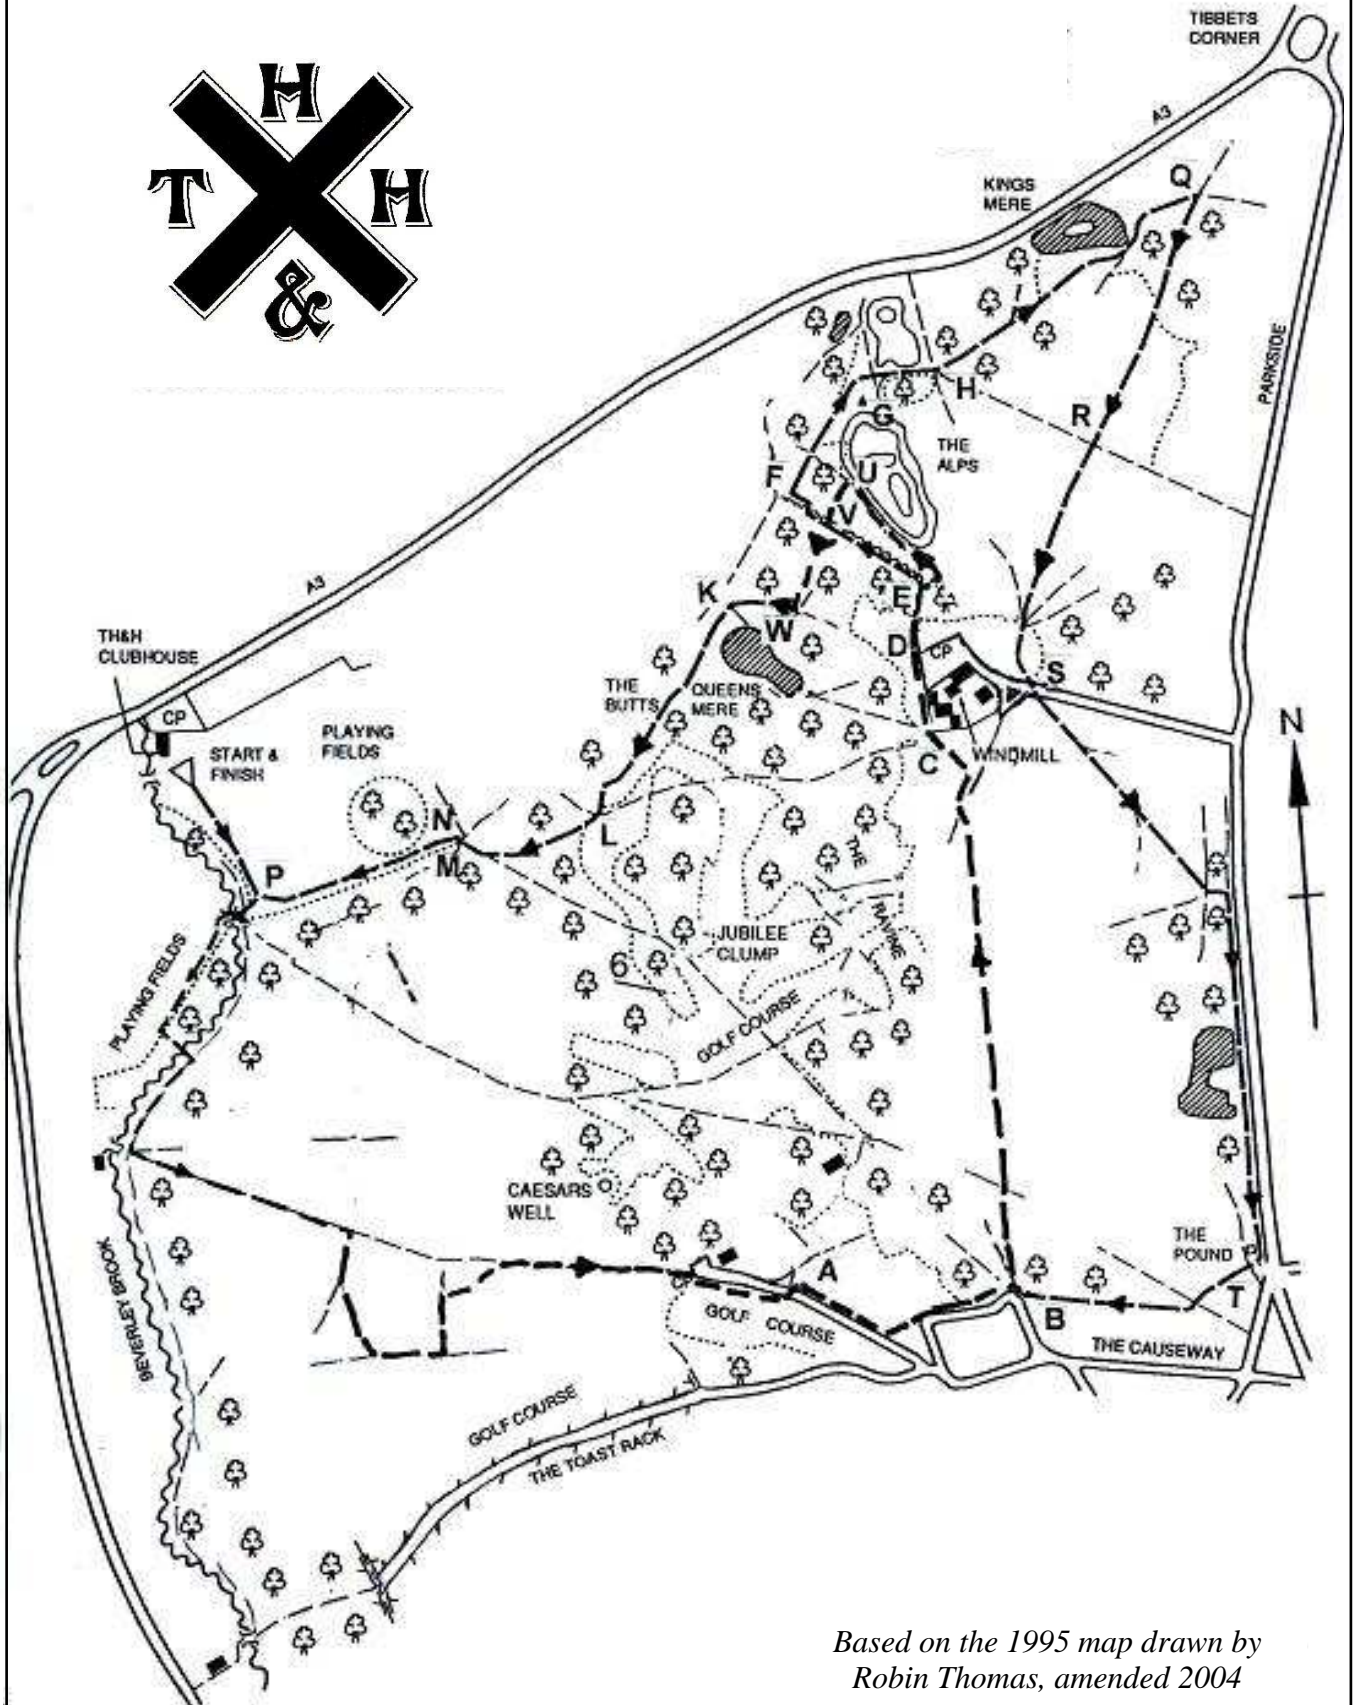 TIBBETS
CORNER
H
T
H
&
A3
Q
KINGS
MERE
PARKSIDE
H
G
R
THE
ALPS
F
U
V
A3
K
E
W
D
CP
S
TH&H
CLUBHOUSE
THE
BUTTS
QUEENS
MERE
CP
PLAYING
FIELDS
START &
FINISH
N
C
WINDMILL
N
L
M
THE
RAVINE
P
JUBILEE
CLUMP
6
PLAYING FIELDS
GOLF COURSE
CAESARS
WELL
THE
POUND
P
A
T
B
GOLF COURSE
THE CAUSEWAY
BEVERLEY BROOK
GOLF COURSE
THE TOAST RACK
Based on the 1995 map drawn by
Robin Thomas, amended 2004